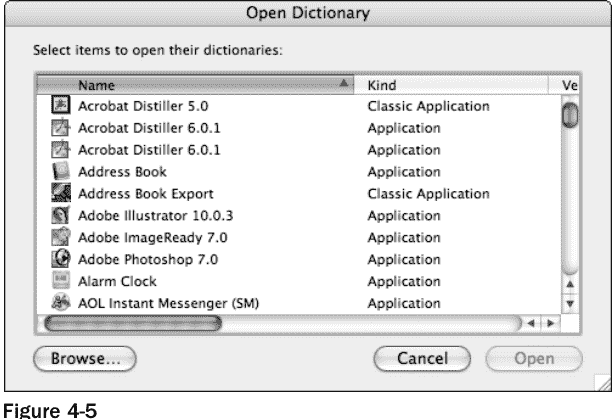 Open Dictionary
Select items to open their dictionaries:
Name Kind Ve
Acrobat Distiller 5.0 Classic Application
Acrobat Distiller 6.0.1 Application
Acrobat Distiller 6.0.1 Application
Address Book Application
Address Book Export Classic Application
Adobe Illustrator 10.0.3 Application
Adobe ImageReady 7.0 Application
Adobe Photoshop 7.0 Application
Alarm Clock Application
AOL Instant Messenger (SM) Application
Browse... Cancel Open
Figure 4-5